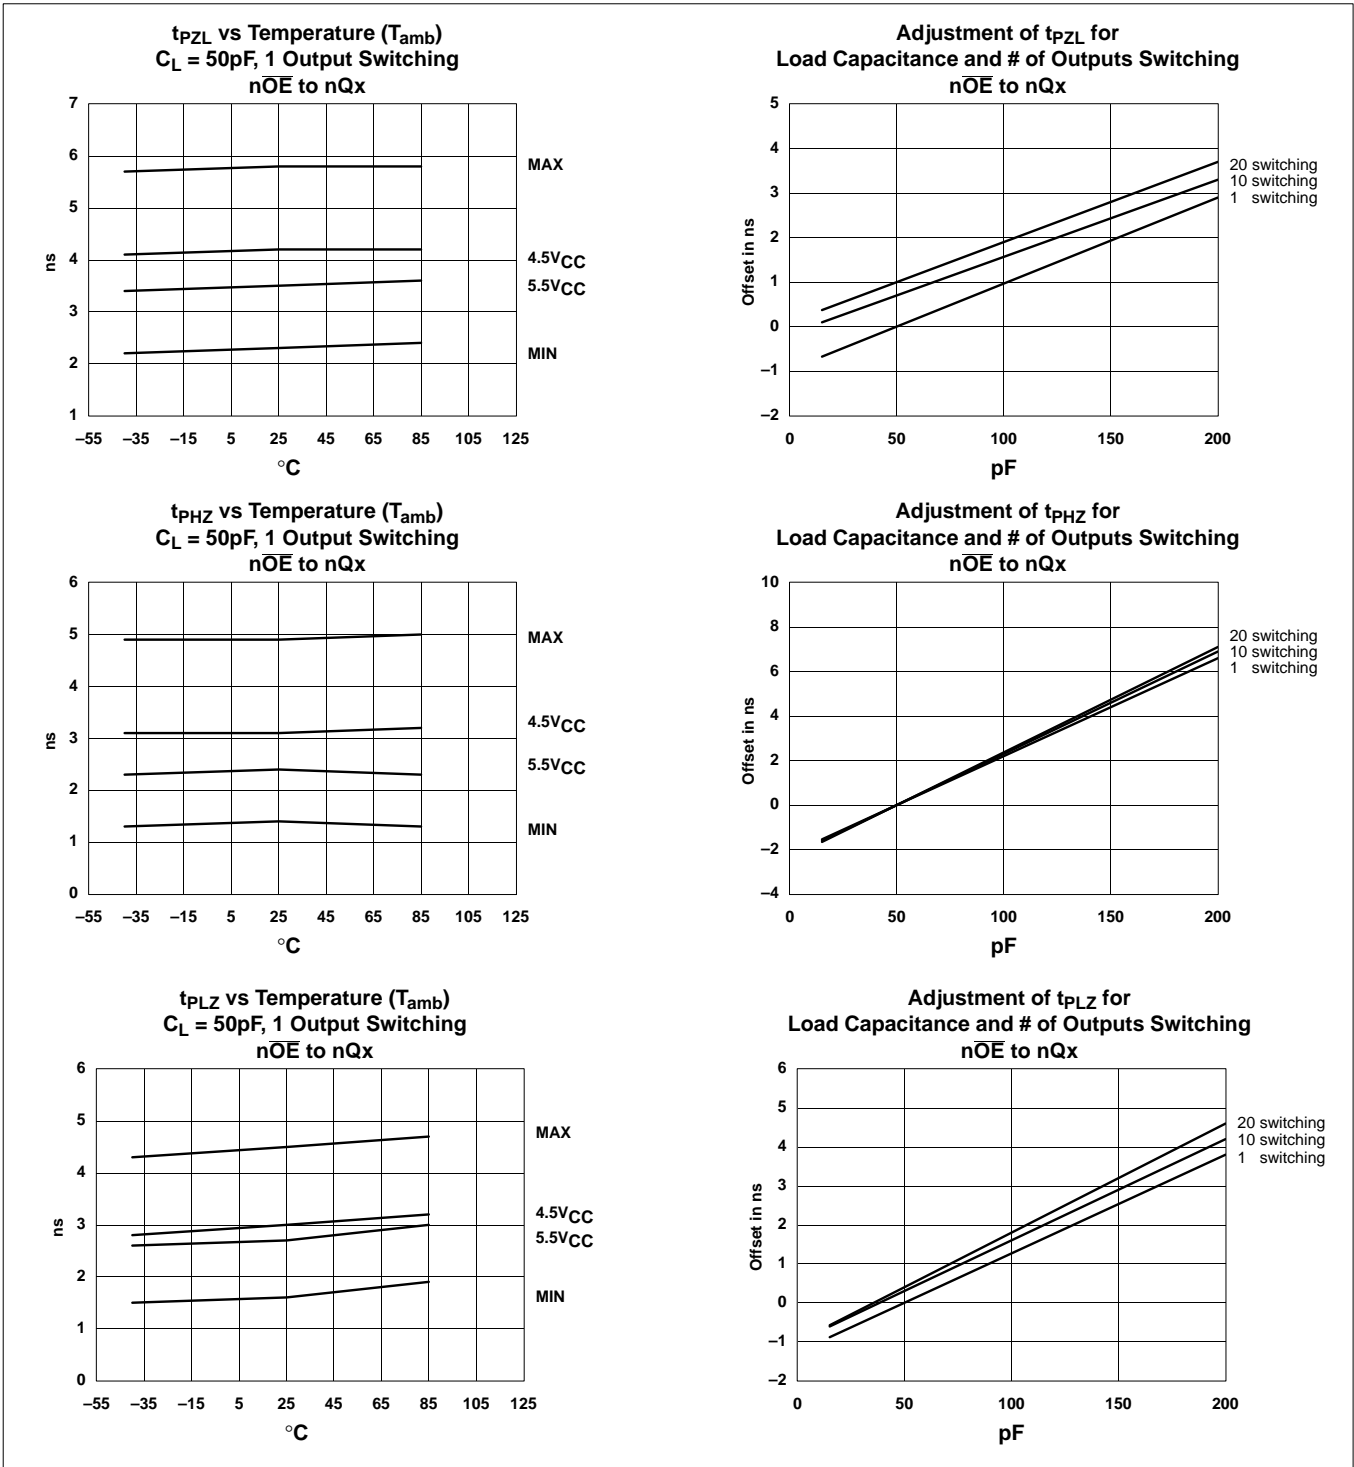 tPZL vs Temperature (Tamb)
CL = 50pF, 1 Output Switching
nOE to nQx
7
6
5
4
3
2
1
ns
MAX
4.5VCC
5.5VCC
MIN
–55 –35 –15 5 25 45 65 85 105 125
°C
Adjustment of tPZL for
Load Capacitance and # of Outputs Switching
nOE to nQx
5
4
3
2
1
0
–1
–2
Offset in ns
20 switching
10 switching
1 switching
0 50 100 150 200
pF
tPHZ vs Temperature (Tamb)
CL = 50pF, 1 Output Switching
nOE to nQx
6
5
4
3
2
1
0
ns
MAX
4.5VCC
5.5VCC
MIN
–55 –35 –15 5 25 45 65 85 105 125
°C
Adjustment of tPHZ for
Load Capacitance and # of Outputs Switching
nOE to nQx
10
8
6
4
2
0
–2
–4
Offset in ns
20 switching
10 switching
1 switching
0 50 100 150 200
pF
tPLZ vs Temperature (Tamb)
CL = 50pF, 1 Output Switching
nOE to nQx
6
5
4
3
2
1
0
ns
MAX
4.5VCC
5.5VCC
MIN
–55 –35 –15 5 25 45 65 85 105 125
°C
Adjustment of tPLZ for
Load Capacitance and # of Outputs Switching
nOE to nQx
6
5
4
3
2
1
0
–1
–2
Offset in ns
20 switching
10 switching
1 switching
0 50 100 150 200
pF